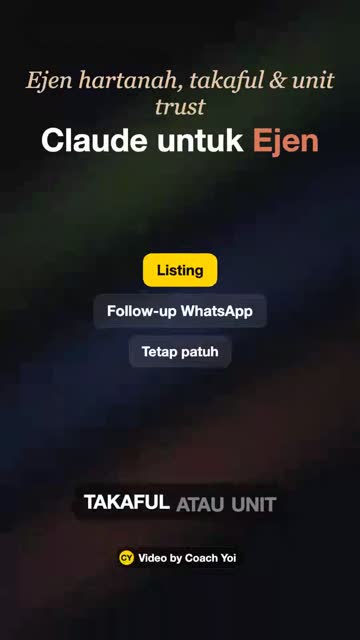 Ejen hartanah, takaful & unit
trust
Claude untuk Ejen
Listing
Follow-up WhatsApp
Tetap patuh
TAKAFUL ATAU UNIT
CY Video by Coach Yoi